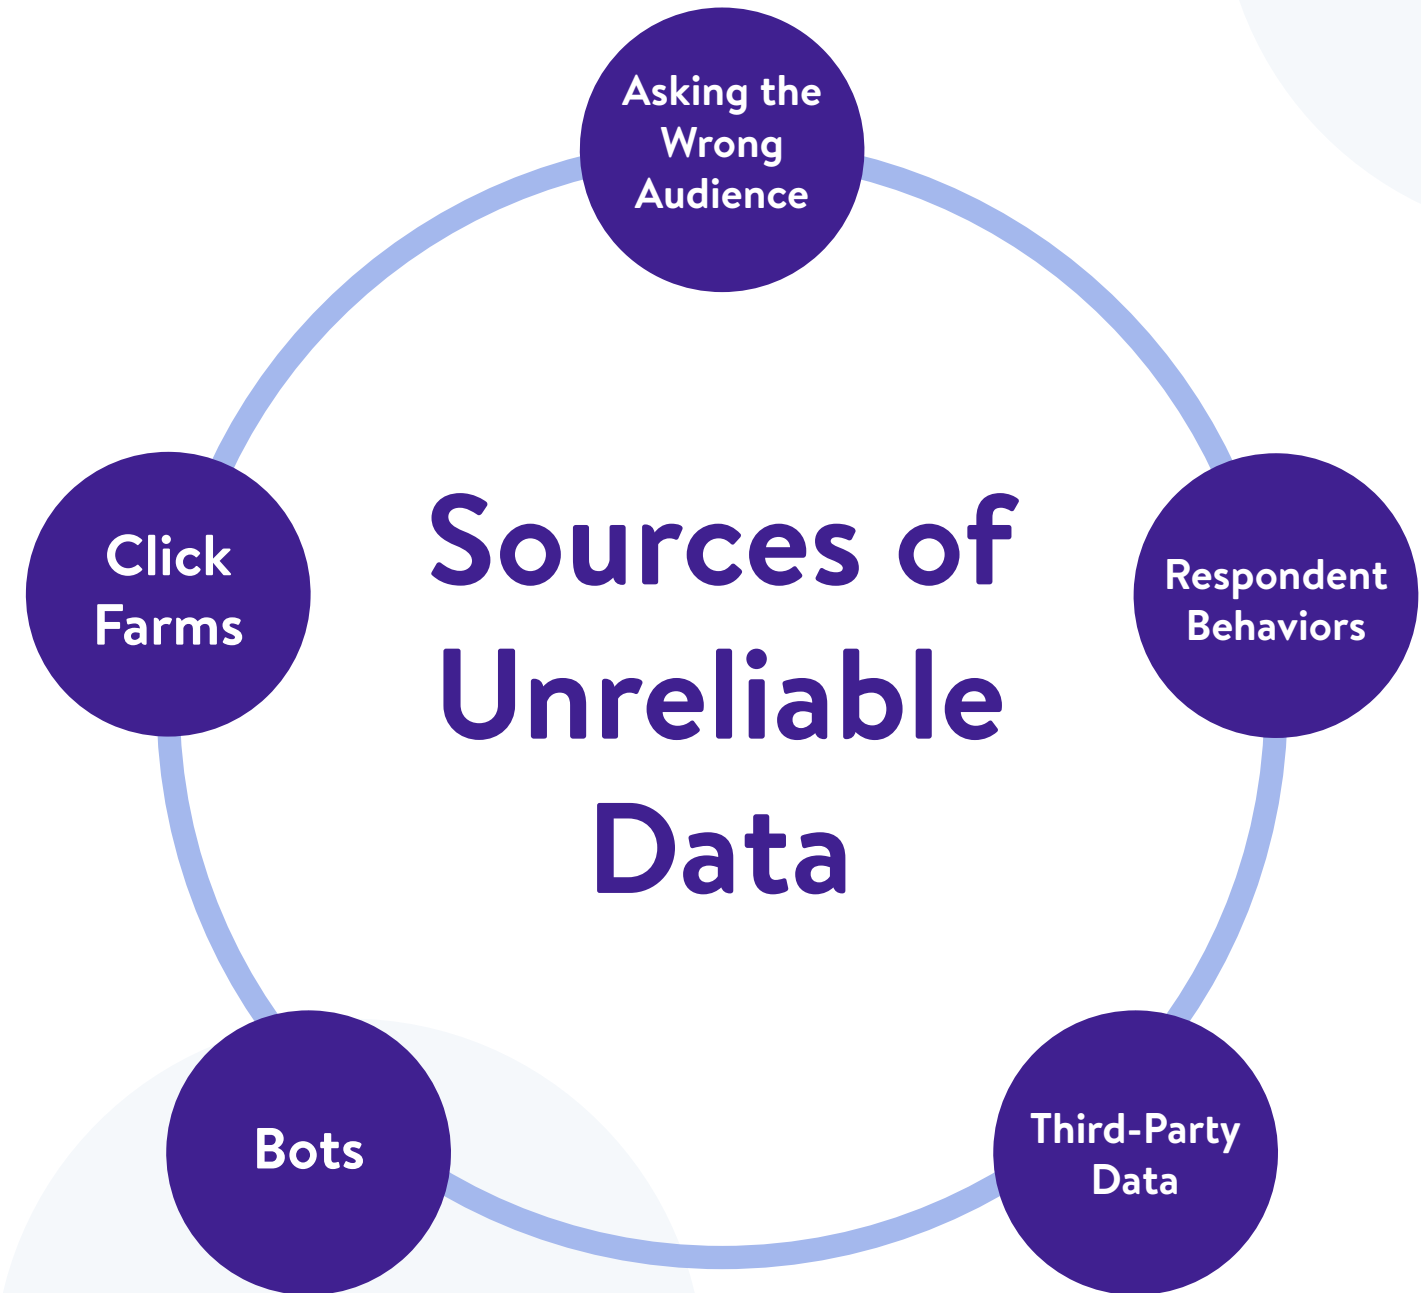 Asking the
Wrong
Audience
Respondent
Behaviors
Third-Party
Data
Bots
Click
Farms
Sources of
Unreliable
Data